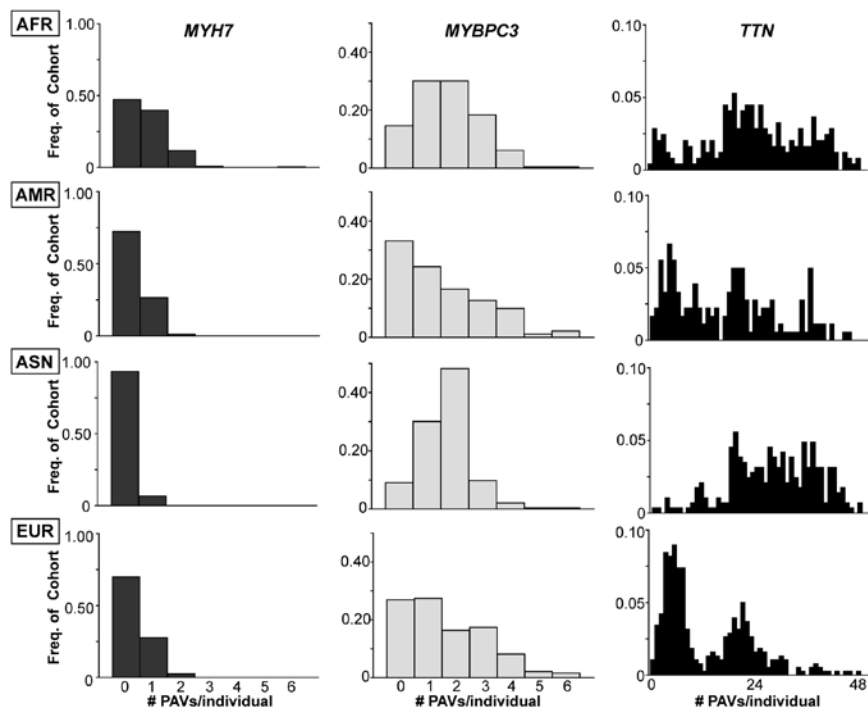 AFR
MYH7
MYBPC3
TTN
Freq. of Cohort
1.00
0.50
0
0.40
0.20
0
0.10
0.05
0
AMR
Freq. of Cohort
1.00
0.50
0
0.40
0.20
0
0.10
0.05
0
ASN
Freq. of Cohort
1.00
0.50
0
0.40
0.20
0
0.10
0.05
0
EUR
Freq. of Cohort
1.00
0.50
0
0.40
0.20
0
0.10
0.05
0
0 1 2 3 4 5 6
0 1 2 3 4 5 6
0 24 48
# PAVs/individual
# PAVs/individual
# PAVs/individual